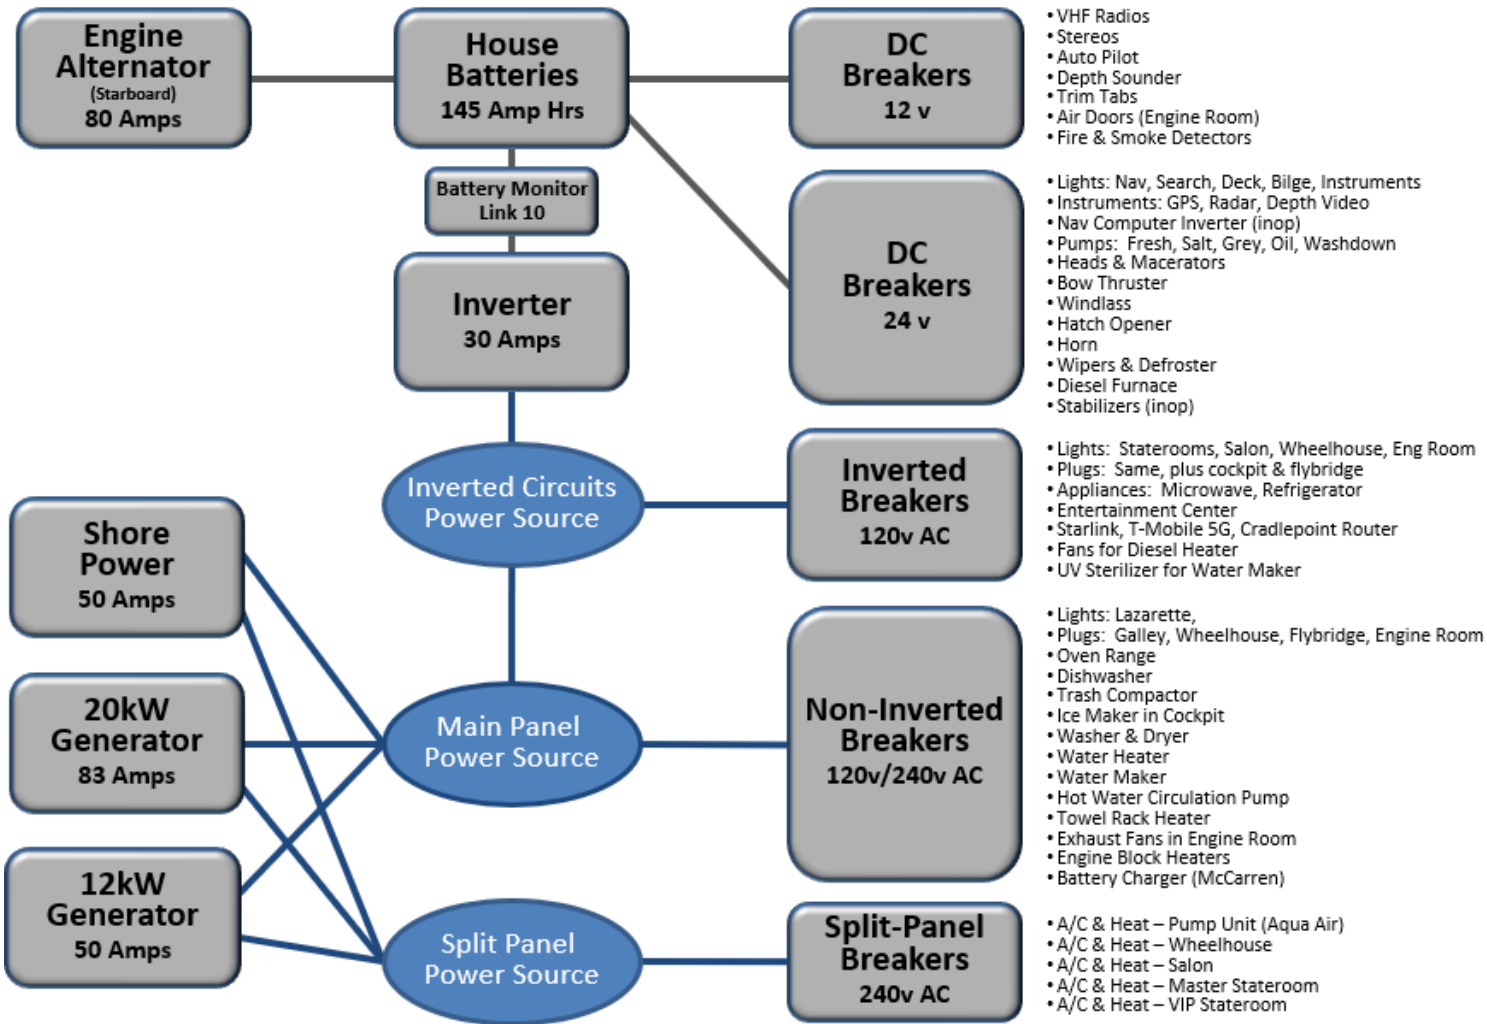 Engine
Alternator
(Starboard)
80 Amps
House
Batteries
145 Amp Hrs
DC
Breakers
12 v
• VHF Radios
• Stereos
• Auto Pilot
• Depth Sounder
• Trim Tabs
• Air Doors (Engine Room)
• Fire & Smoke Detectors
Battery Monitor
Link 10
Inverter
30 Amps
DC
Breakers
24 v
• Lights: Nav, Search, Deck, Bilge, Instruments
• Instruments: GPS, Radar, Depth Video
• Nav Computer Inverter (inop)
• Pumps: Fresh, Salt, Grey, Oil, Washdown
• Heads & Macerators
• Bow Thruster
• Windlass
• Hatch Opener
• Horn
• Wipers & Defroster
• Diesel Furnace
• Stabilizers (inop)
Inverted Circuits
Power Source
Inverted
Breakers
120v AC
• Lights: Staterooms, Salon, Wheelhouse, Eng Room
• Plugs: Same, plus cockpit & flybridge
• Appliances: Microwave, Refrigerator
• Entertainment Center
• Starlink, T-Mobile 5G, Cradlepoint Router
• Fans for Diesel Heater
• UV Sterilizer for Water Maker
Shore
Power
50 Amps
20kW
Generator
83 Amps
12kW
Generator
50 Amps
Main Panel
Power Source
Non-Inverted
Breakers
120v/240v AC
• Lights: Lazarette,
• Plugs: Galley, Wheelhouse, Flybridge, Engine Room
• Oven Range
• Dishwasher
• Trash Compactor
• Ice Maker in Cockpit
• Washer & Dryer
• Water Heater
• Water Maker
• Hot Water Circulation Pump
• Towel Rack Heater
• Exhaust Fans in Engine Room
• Engine Block Heaters
• Battery Charger (McCarren)
Split Panel
Power Source
Split-Panel
Breakers
240v AC
• A/C & Heat – Pump Unit (Aqua Air)
• A/C & Heat – Wheelhouse
• A/C & Heat – Salon
• A/C & Heat – Master Stateroom
• A/C & Heat – VIP Stateroom